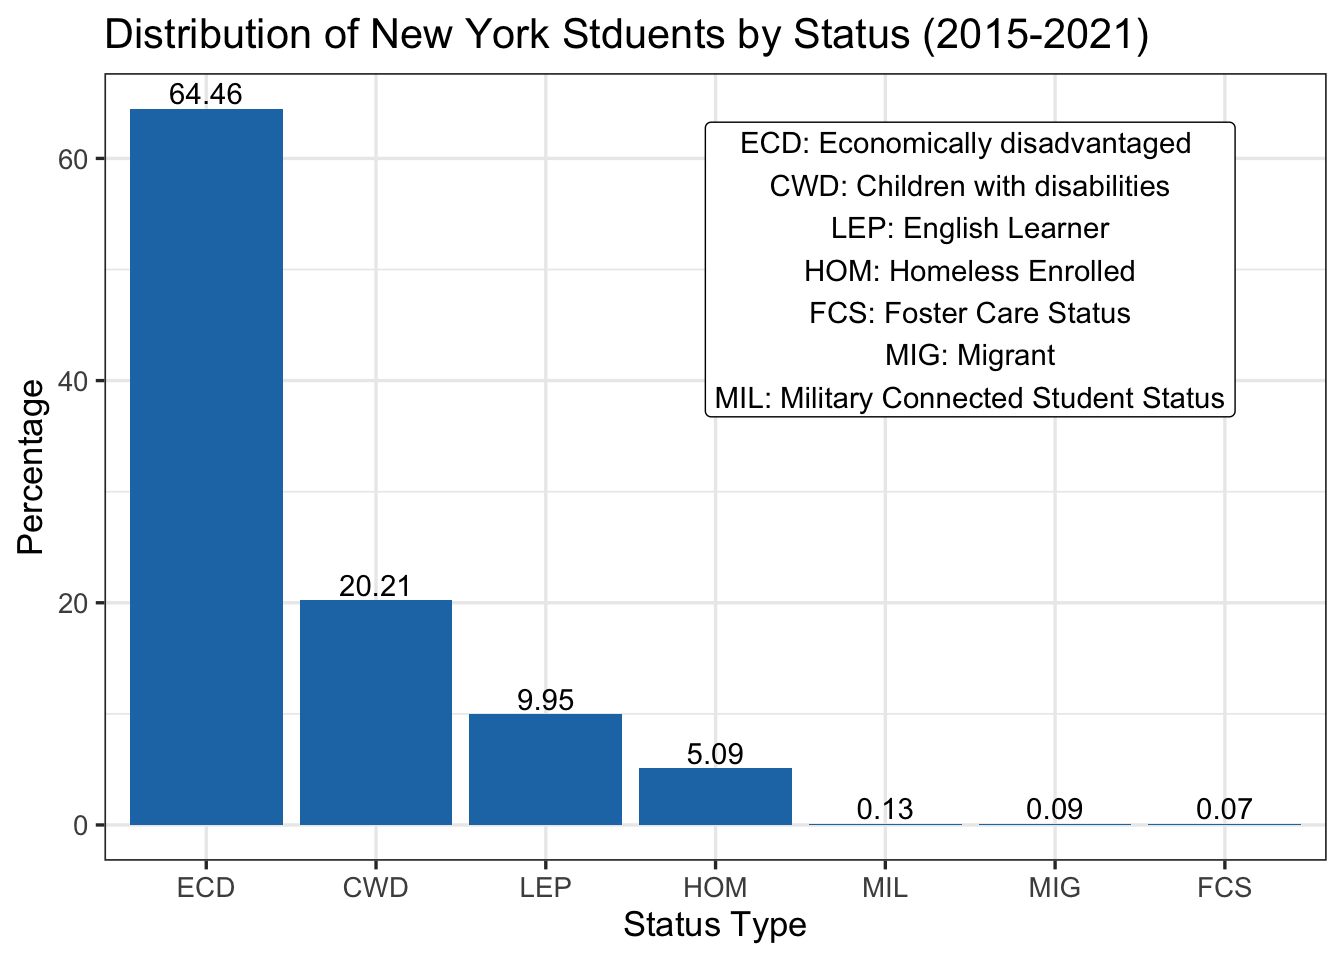 Distribution of New York Stduents by Status (2015-2021)
64.46
ECD: Economically disadvantaged
CWD: Children with disabilities
LEP: English Learner
HOM: Homeless Enrolled
FCS: Foster Care Status
MIG: Migrant
MIL: Military Connected Student Status
60
40
20
0
Percentage
20.21
9.95
5.09
0.13
0.09
0.07
ECD
CWD
LEP
HOM
MIL
MIG
FCS
Status Type